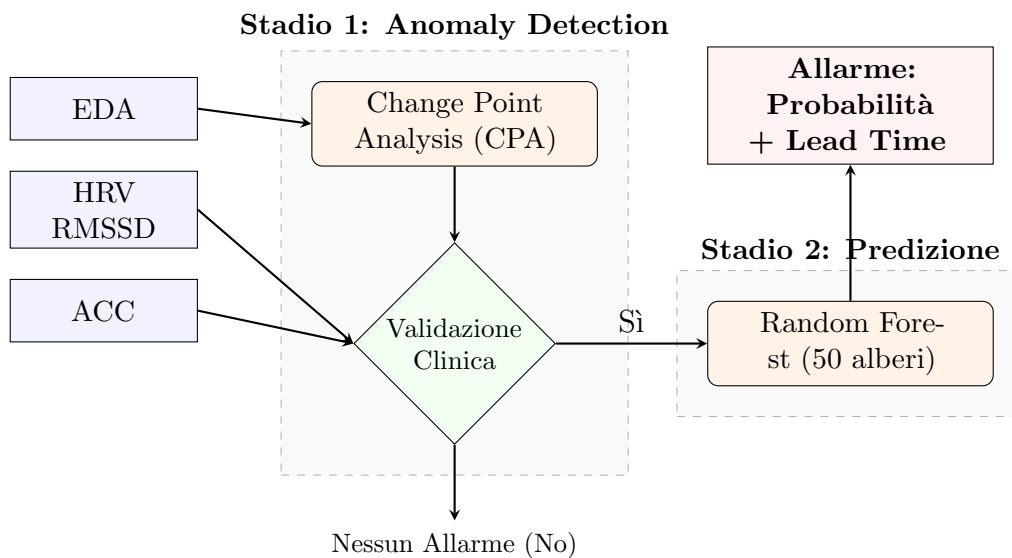 Stadio 1: Anomaly Detection
EDA
HRV
RMSSD
ACC
Change Point
Analysis (CPA)
Validazione
Clinica
Nessun Allarme (No)
Sì
Stadio 2: Predizione
Random Fore-
st (50 alberi)
Allarme:
Probabilità
+ Lead Time